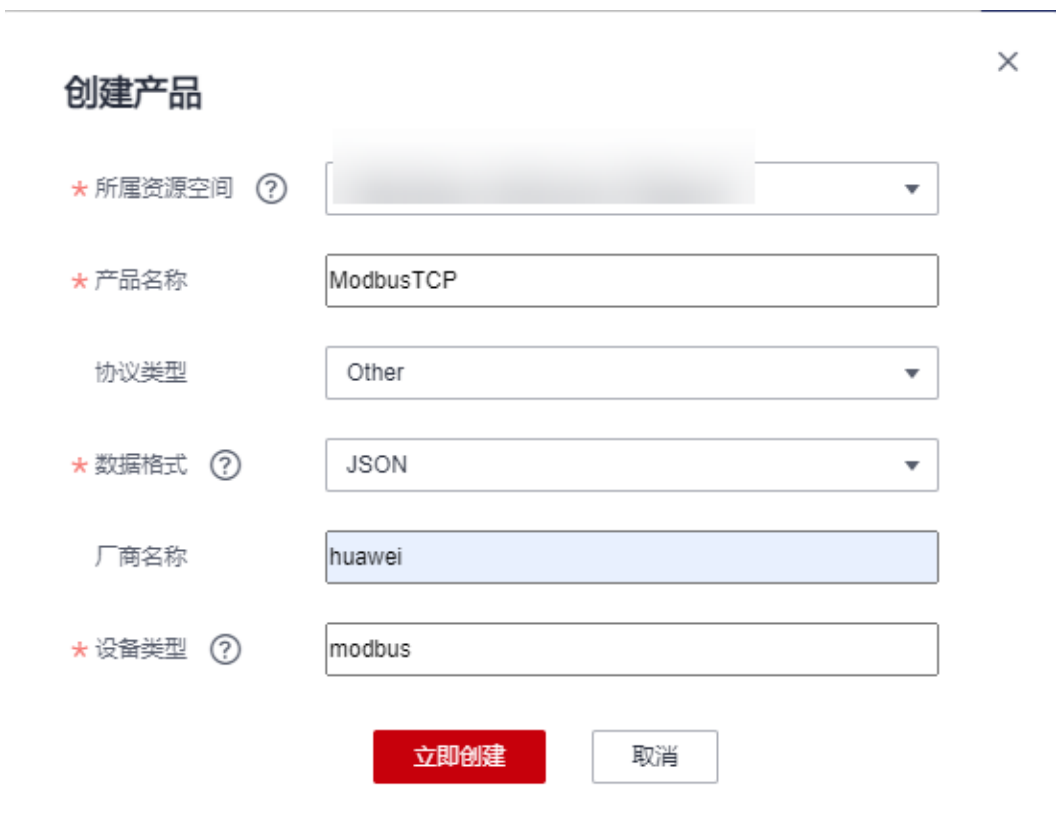 创建产品
* 所属资源空间 ?
* 产品名称 ModbusTCP
协议类型 Other
* 数据格式 ? JSON
厂商名称 huawei
* 设备类型 ? modbus
立即创建 取消